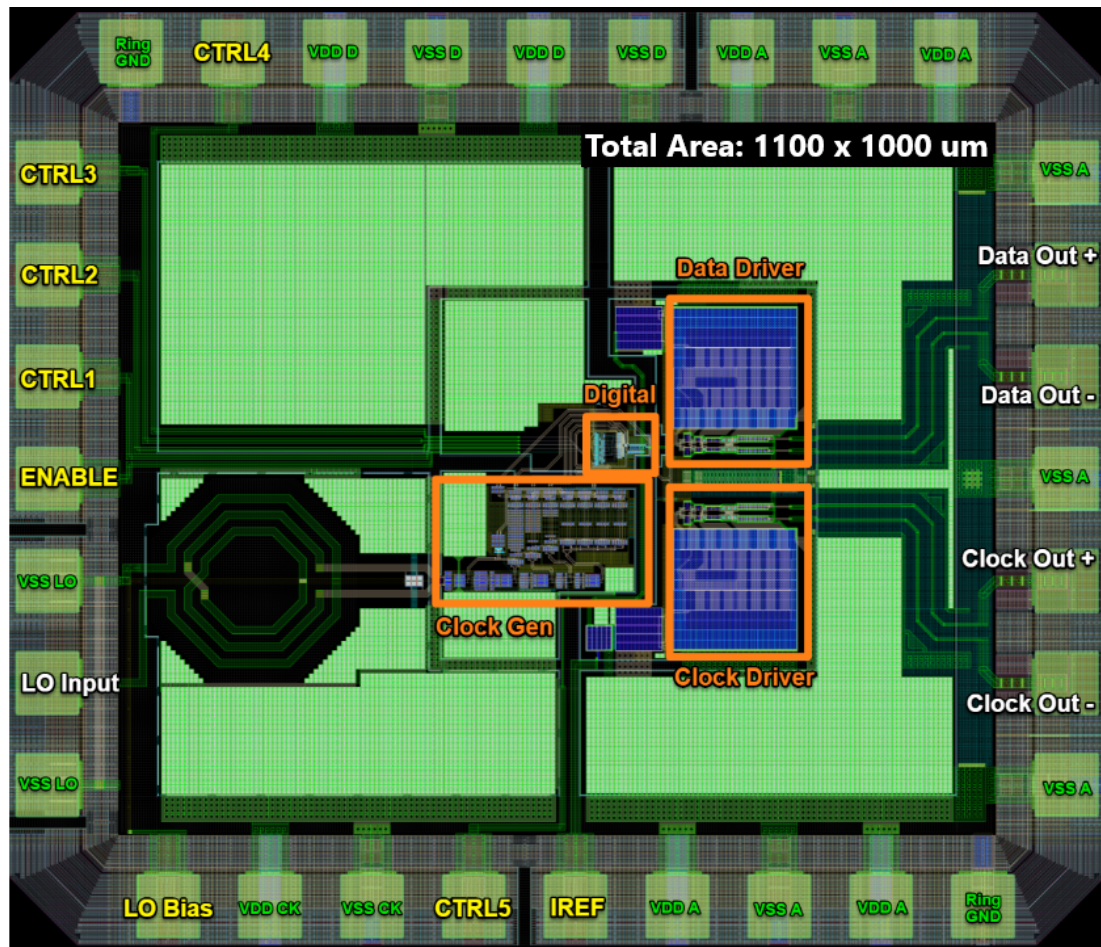 Ring
GND
CTRL4
VDD D
VSS D
VDD D
VSS D
VDD A
VSS A
VDD A
Total Area: 1100 x 1000 um
CTRL3
VSS A
CTRL2
Data Out +
Data Driver
CTRL1
Data Out -
Digital
ENABLE
VSS A
VSS LO
Clock Out +
Clock Gen
LO Input
Clock Driver
Clock Out -
VSS LO
VSS A
LO Bias
VDD CK
VSS CK
CTRL5
IREF
VDD A
VSS A
VDD A
Ring
GND